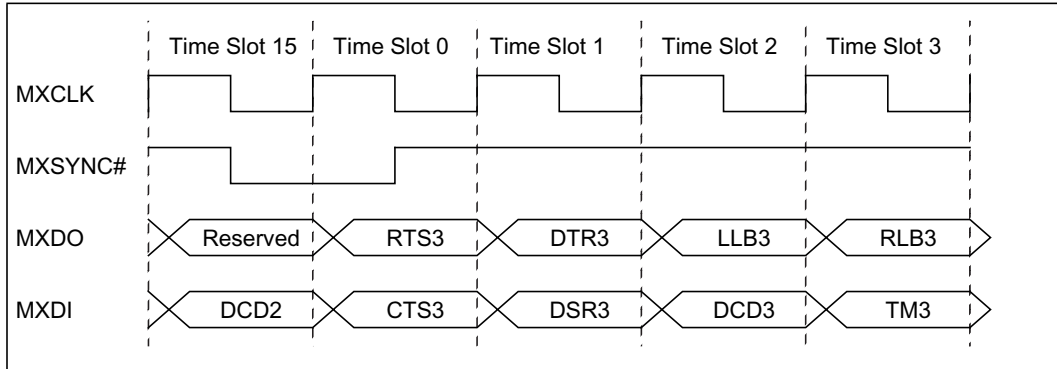 Time Slot 15 Time Slot 0 Time Slot 1 Time Slot 2 Time Slot 3
MXCLK
MXSYNC#
MXDO Reserved RTS3 DTR3 LLB3 RLB3
MXDI DCD2 CTS3 DSR3 DCD3 TM3